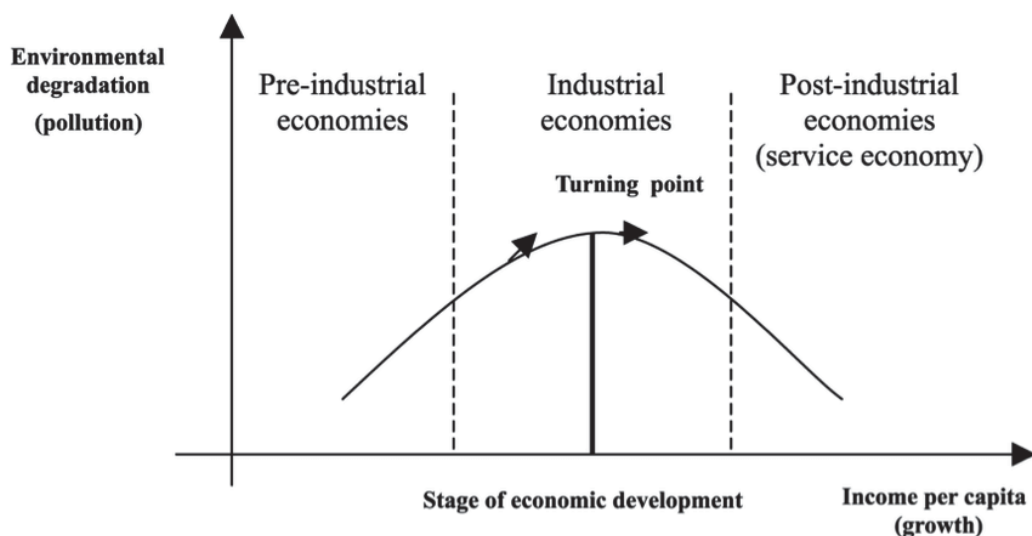 Environmental
degradation
(pollution)
Pre-industrial
economies
Industrial
economies
Post-industrial
economies
(service economy)
Turning point
Stage of economic development
Income per capita
(growth)